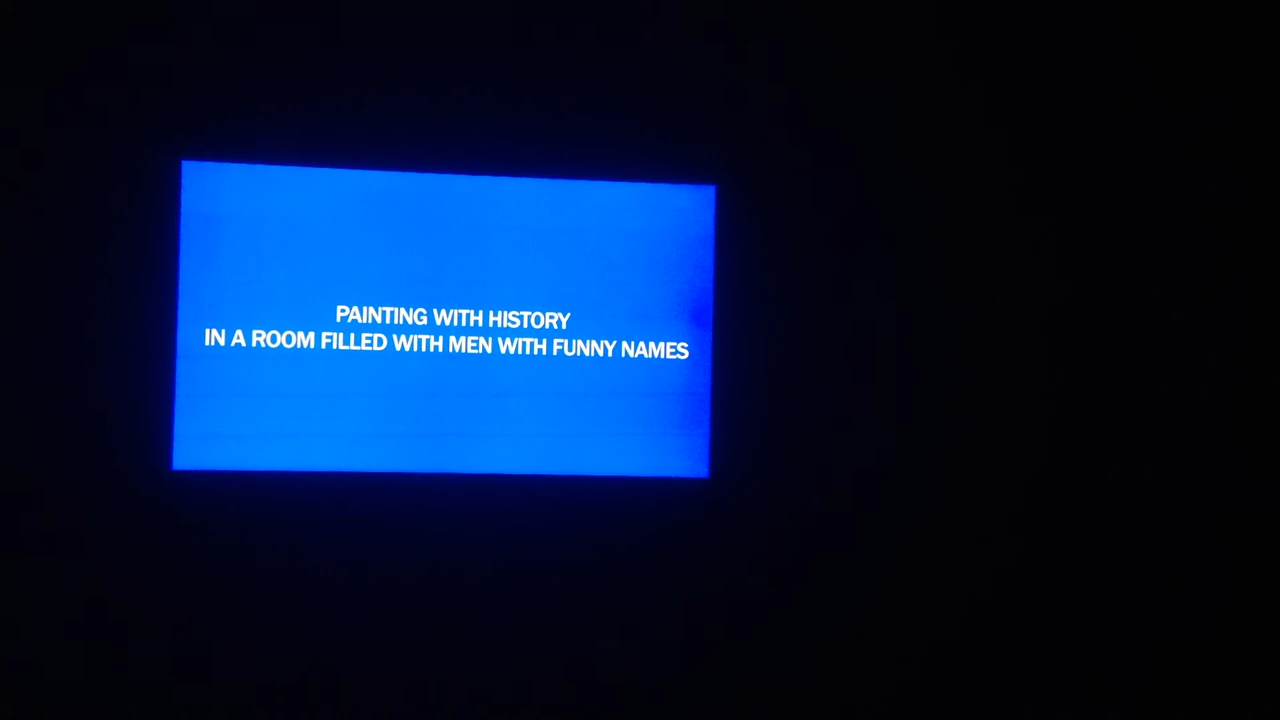 PAINTING WITH HISTORY
IN A ROOM FILLED WITH MEN WITH FUNNY NAMES